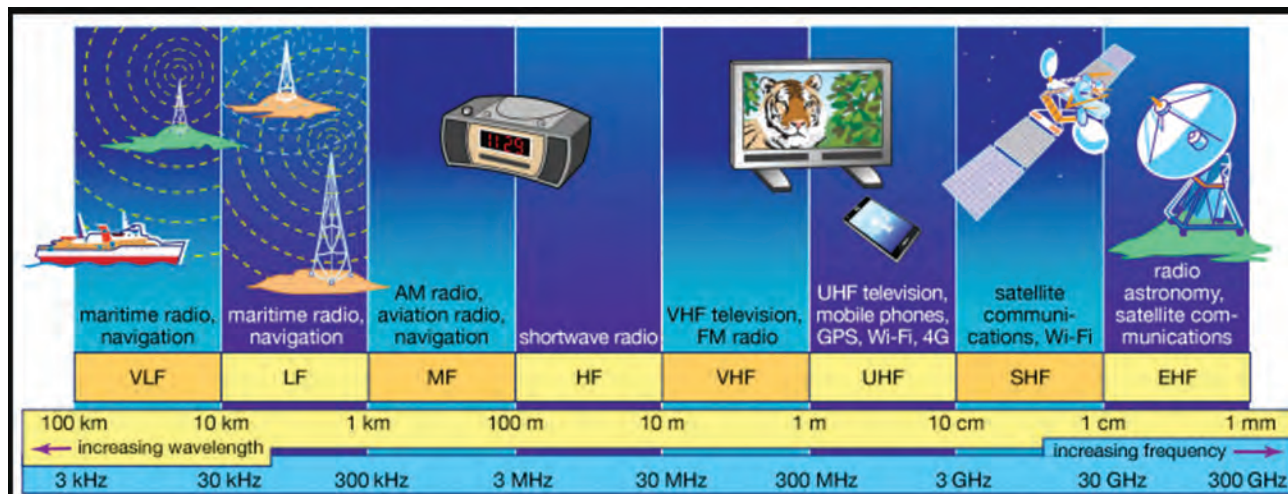 11:29
maritime radio,
navigation
maritime radio,
navigation
AM radio,
aviation radio,
navigation
shortwave radio
VHF television,
FM radio
UHF television,
mobile phones,
GPS, Wi-Fi, 4G
satellite
communi-
cations, Wi-Fi
radio
astronomy,
satellite com-
munications
VLF LF MF HF VHF UHF SHF EHF
100 km 10 km 1 km 100 m 10 m 1 m 10 cm 1 cm 1 mm
increasing wavelength increasing frequency
3 kHz 30 kHz 300 kHz 3 MHz 30 MHz 300 MHz 3 GHz 30 GHz 300 GHz